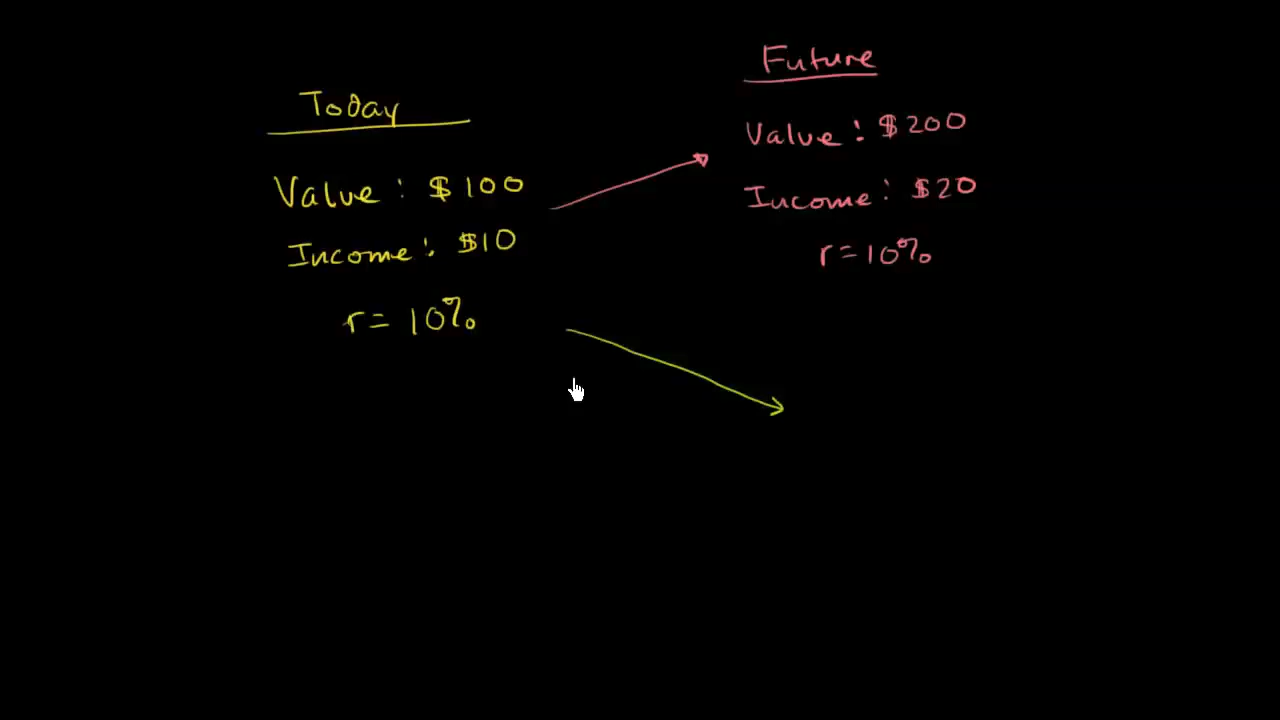 Today
Value: $100
Income: $10
r= 10%
Future
Value: $200
Income: $20
r=10%